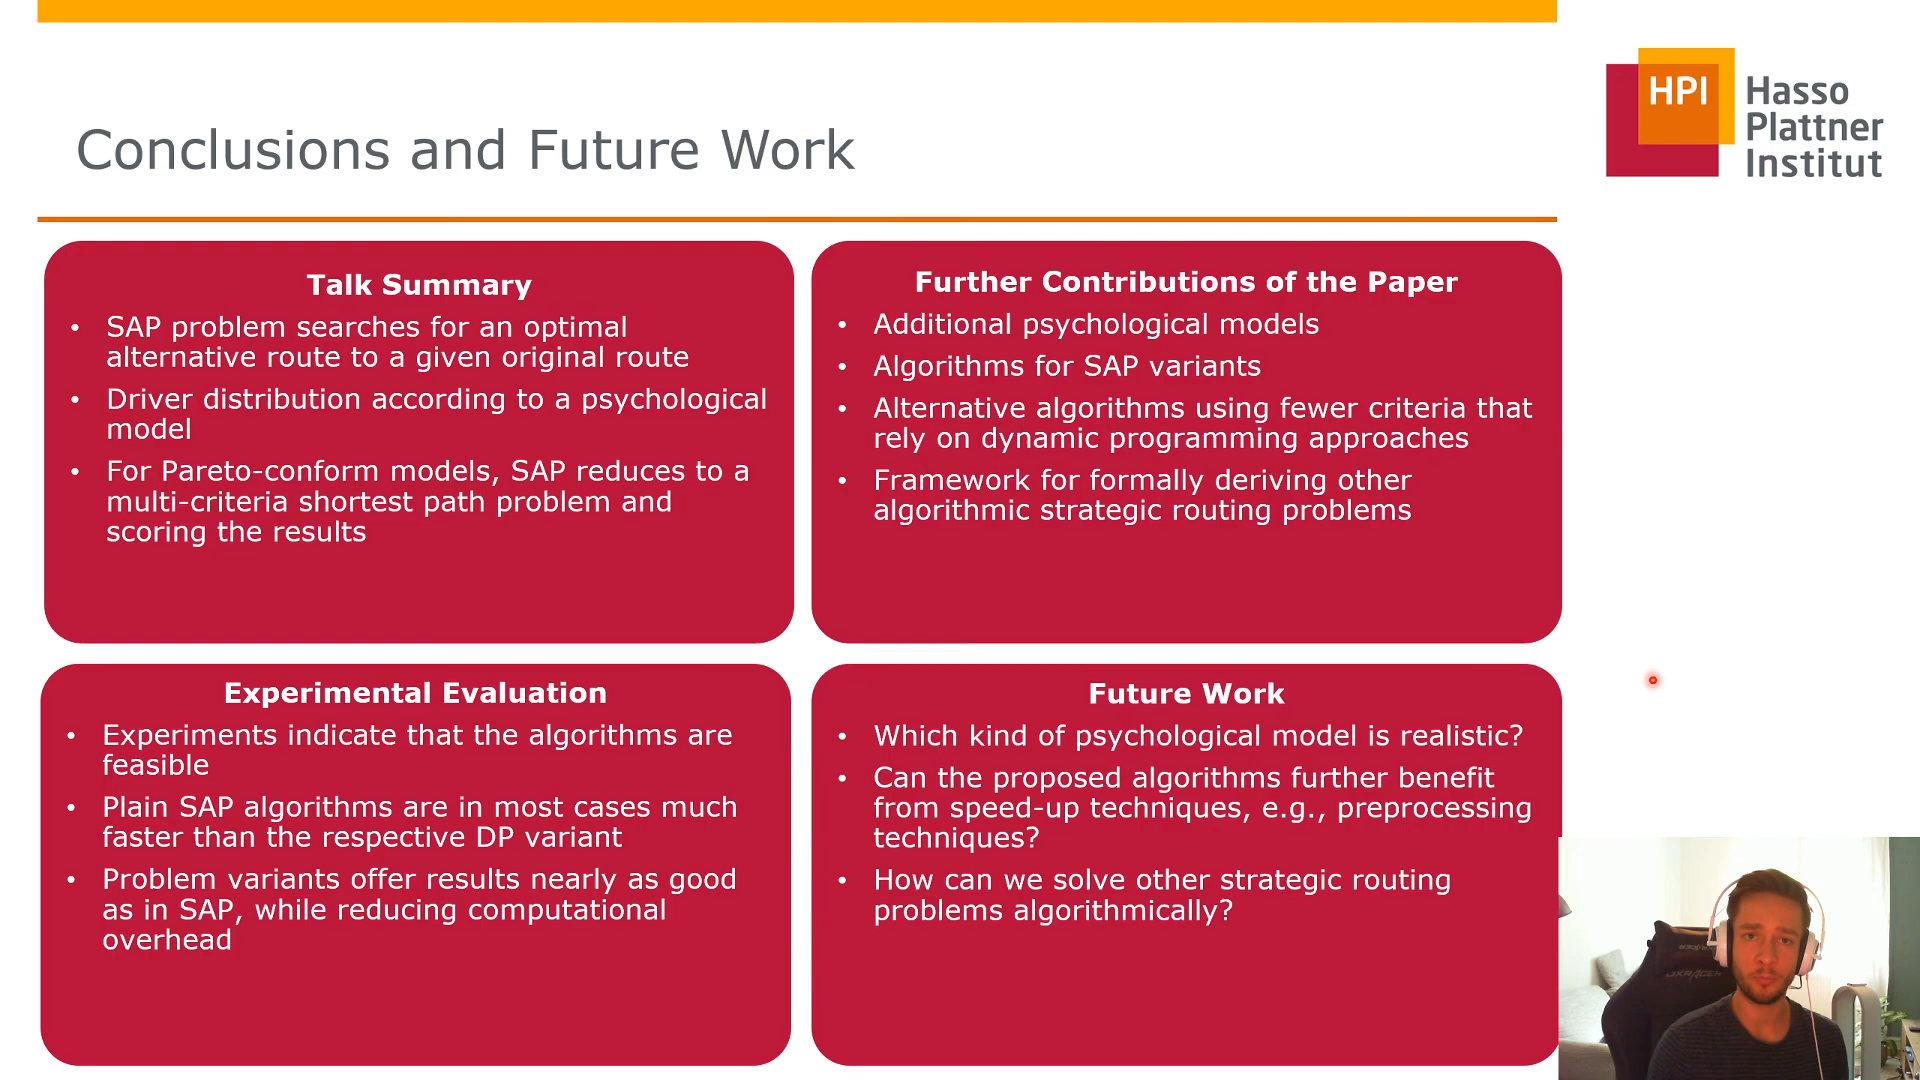 HPI Hasso
Plattner
Institut
Conclusions and Future Work
Talk Summary
• SAP problem searches for an optimal
alternative route to a given original route
• Driver distribution according to a psychological
model
• For Pareto-conform models, SAP reduces to a
multi-criteria shortest path problem and
scoring the results
Further Contributions of the Paper
• Additional psychological models
• Algorithms for SAP variants
• Alternative algorithms using fewer criteria that
rely on dynamic programming approaches
• Framework for formally deriving other
algorithmic strategic routing problems
Experimental Evaluation
• Experiments indicate that the algorithms are
feasible
• Plain SAP algorithms are in most cases much
faster than the respective DP variant
• Problem variants offer results nearly as good
as in SAP, while reducing computational
overhead
Future Work
• Which kind of psychological model is realistic?
• Can the proposed algorithms further benefit
from speed-up techniques, e.g., preprocessing
techniques?
• How can we solve other strategic routing
problems algorithmically?